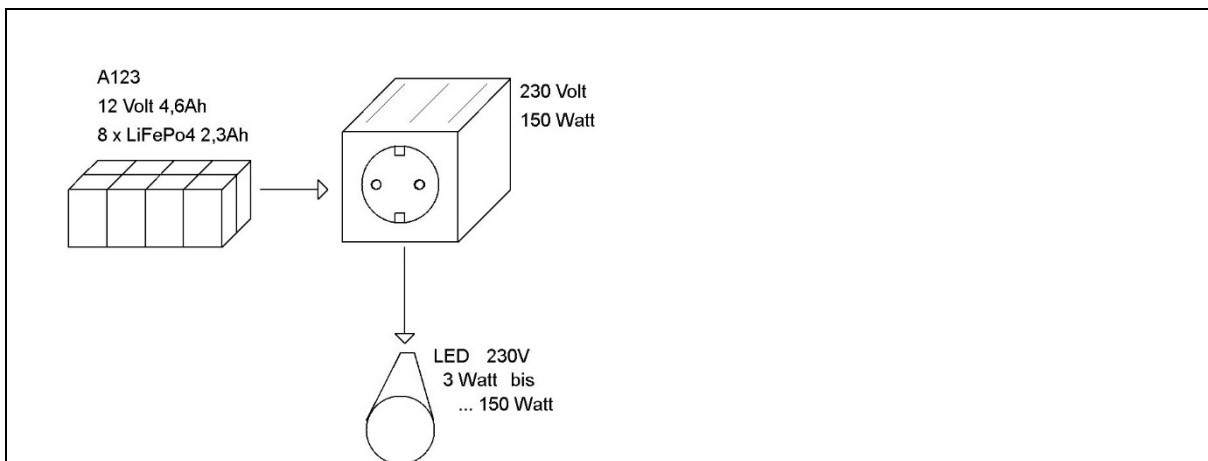 A123
12 Volt 4,6Ah
8 x LiFePo4 2,3Ah
230 Volt
150 Watt
LED 230V
3 Watt bis
... 150 Watt